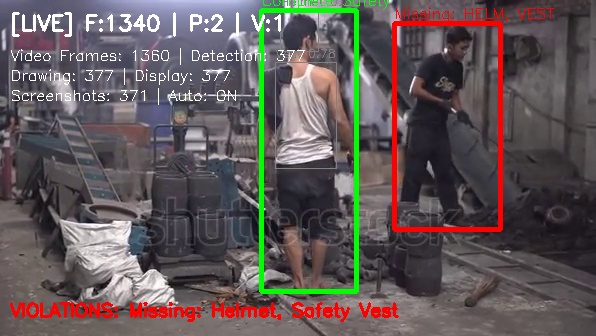 [LIVE] F:1340 | P:2 | V:1
Video Frames: 1360 | Detection: 377
Drawing: 377 | Display: 377
Screenshots: 371 | Auto: ON
Safety
Missing: HELM, VEST
shutterstock
VIOLATIONS: Missing: Helmet, Safety Vest